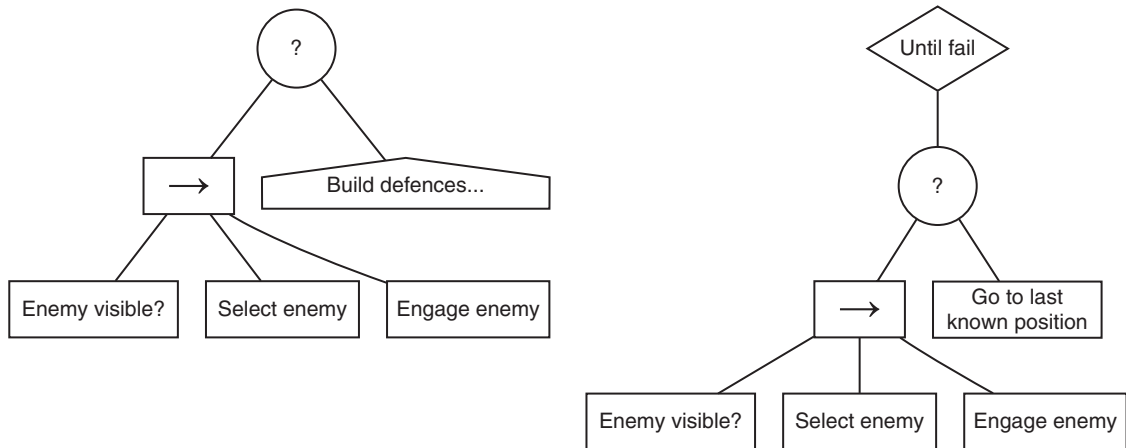 ?
→
Build defences...
Enemy visible?
Select enemy
Engage enemy
Until fail
?
→
Go to last
known position
Enemy visible?
Select enemy
Engage enemy